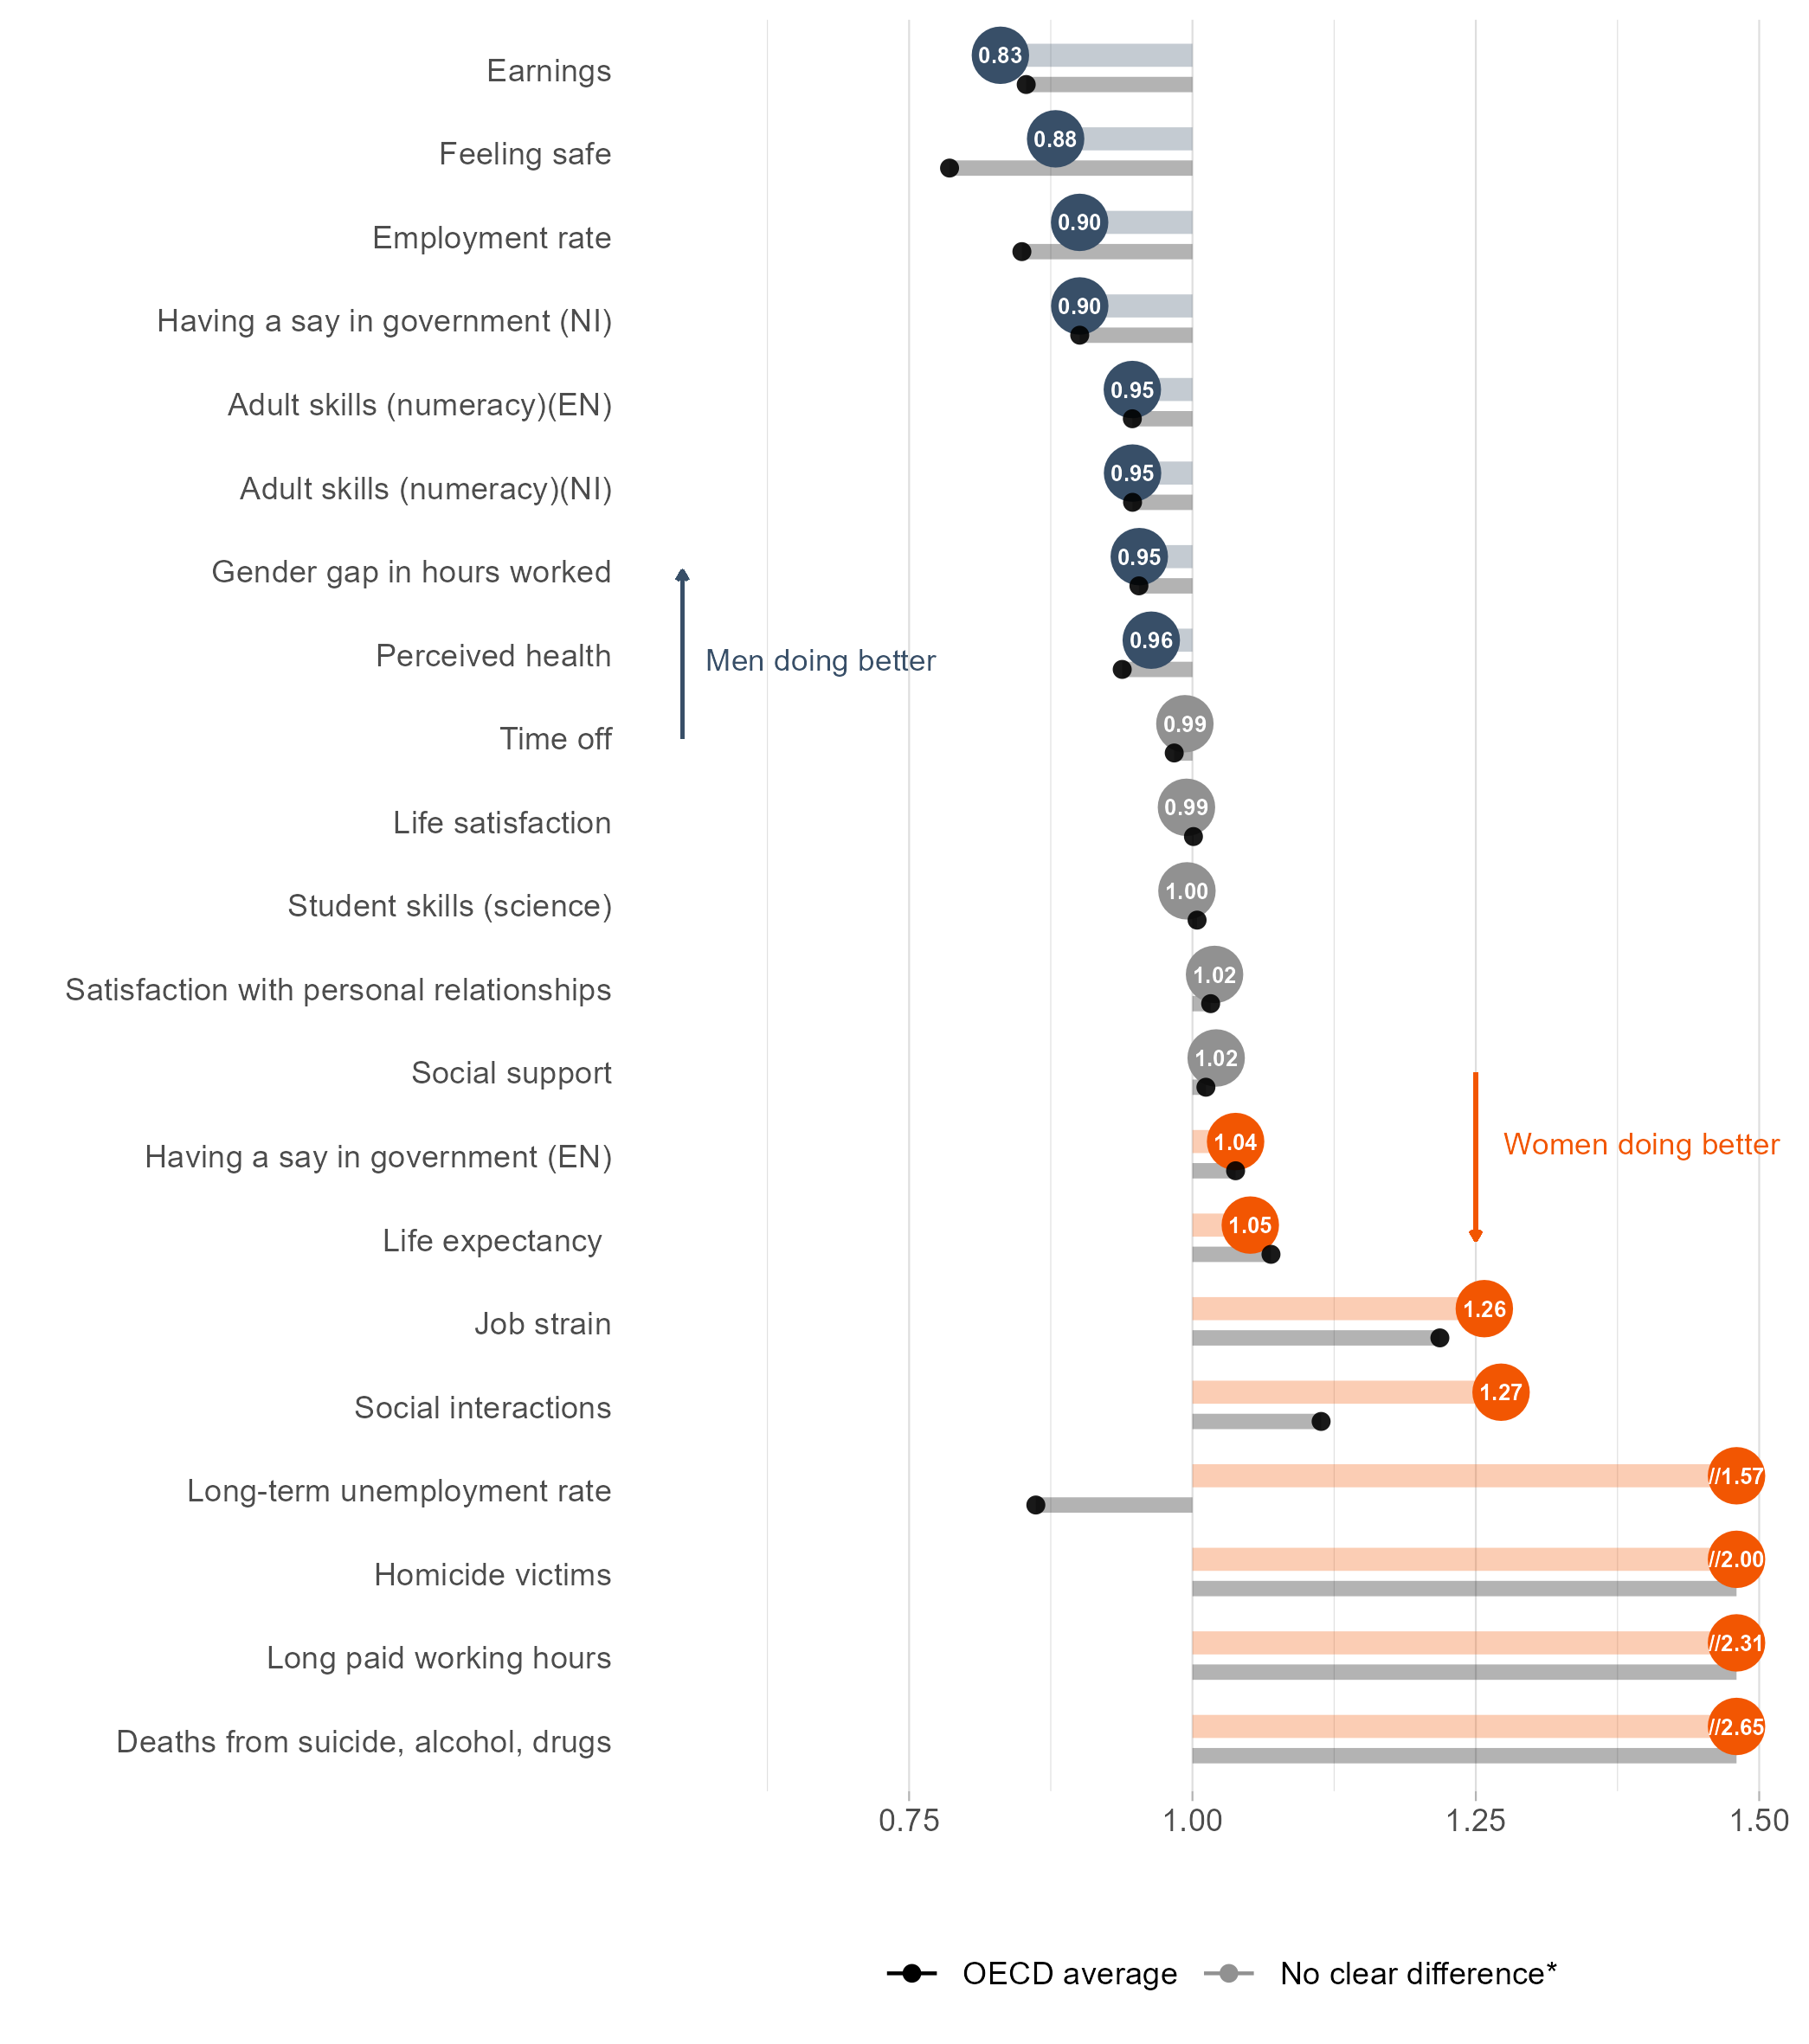 Earnings 0.83
Feeling safe 0.88
Employment rate 0.90
Having a say in government (NI) 0.90
Adult skills (numeracy)(EN) 0.95
Adult skills (numeracy)(NI) 0.95
Gender gap in hours worked 0.95
Perceived health 0.96
Men doing better
Time off 0.99
Life satisfaction 0.99
Student skills (science) 1.00
Satisfaction with personal relationships 1.02
Social support 1.02
Having a say in government (EN) 1.04
Women doing better
Life expectancy 1.05
Job strain 1.26
Social interactions 1.27
Long-term unemployment rate //1.57
Homicide victims //2.00
Long paid working hours //2.31
Deaths from suicide, alcohol, drugs //2.65
0.75 1.00 1.25 1.50
OECD average No clear difference*